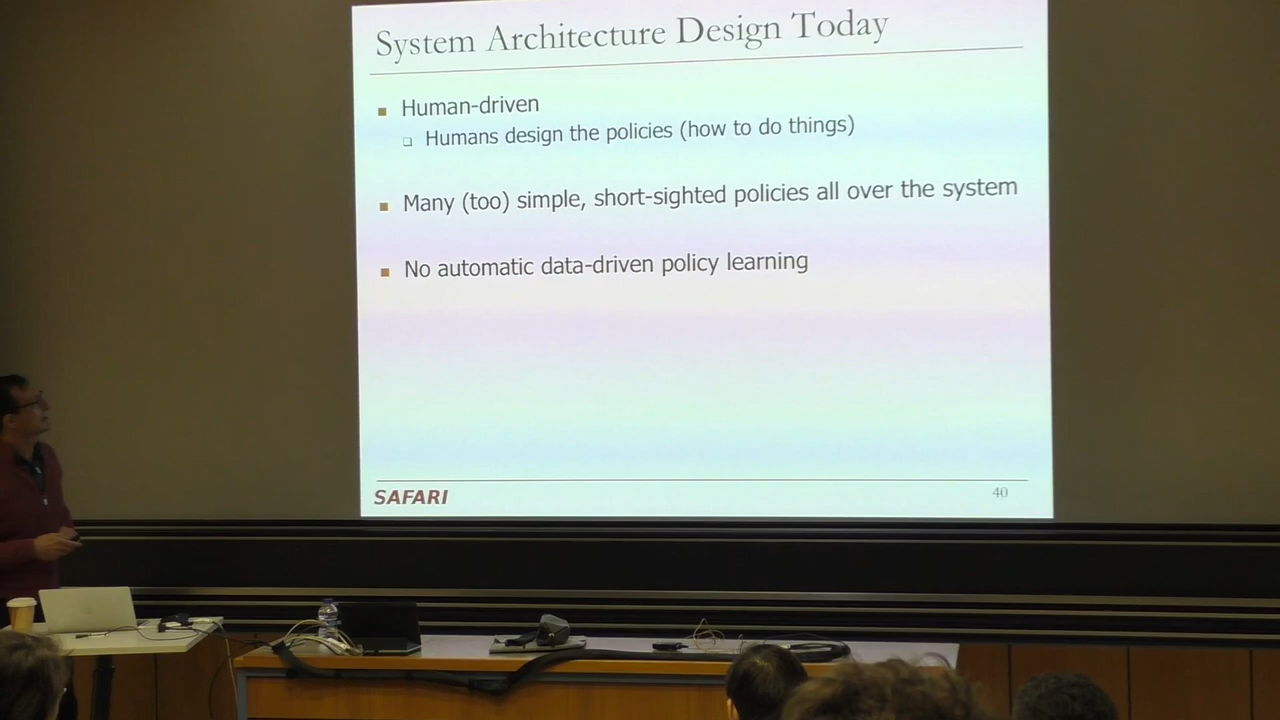 System Architecture Design Today
Human-driven
Humans design the policies (how to do things)
Many (too) simple, short-sighted policies all over the system
No automatic data-driven policy learning
SAFARI
40